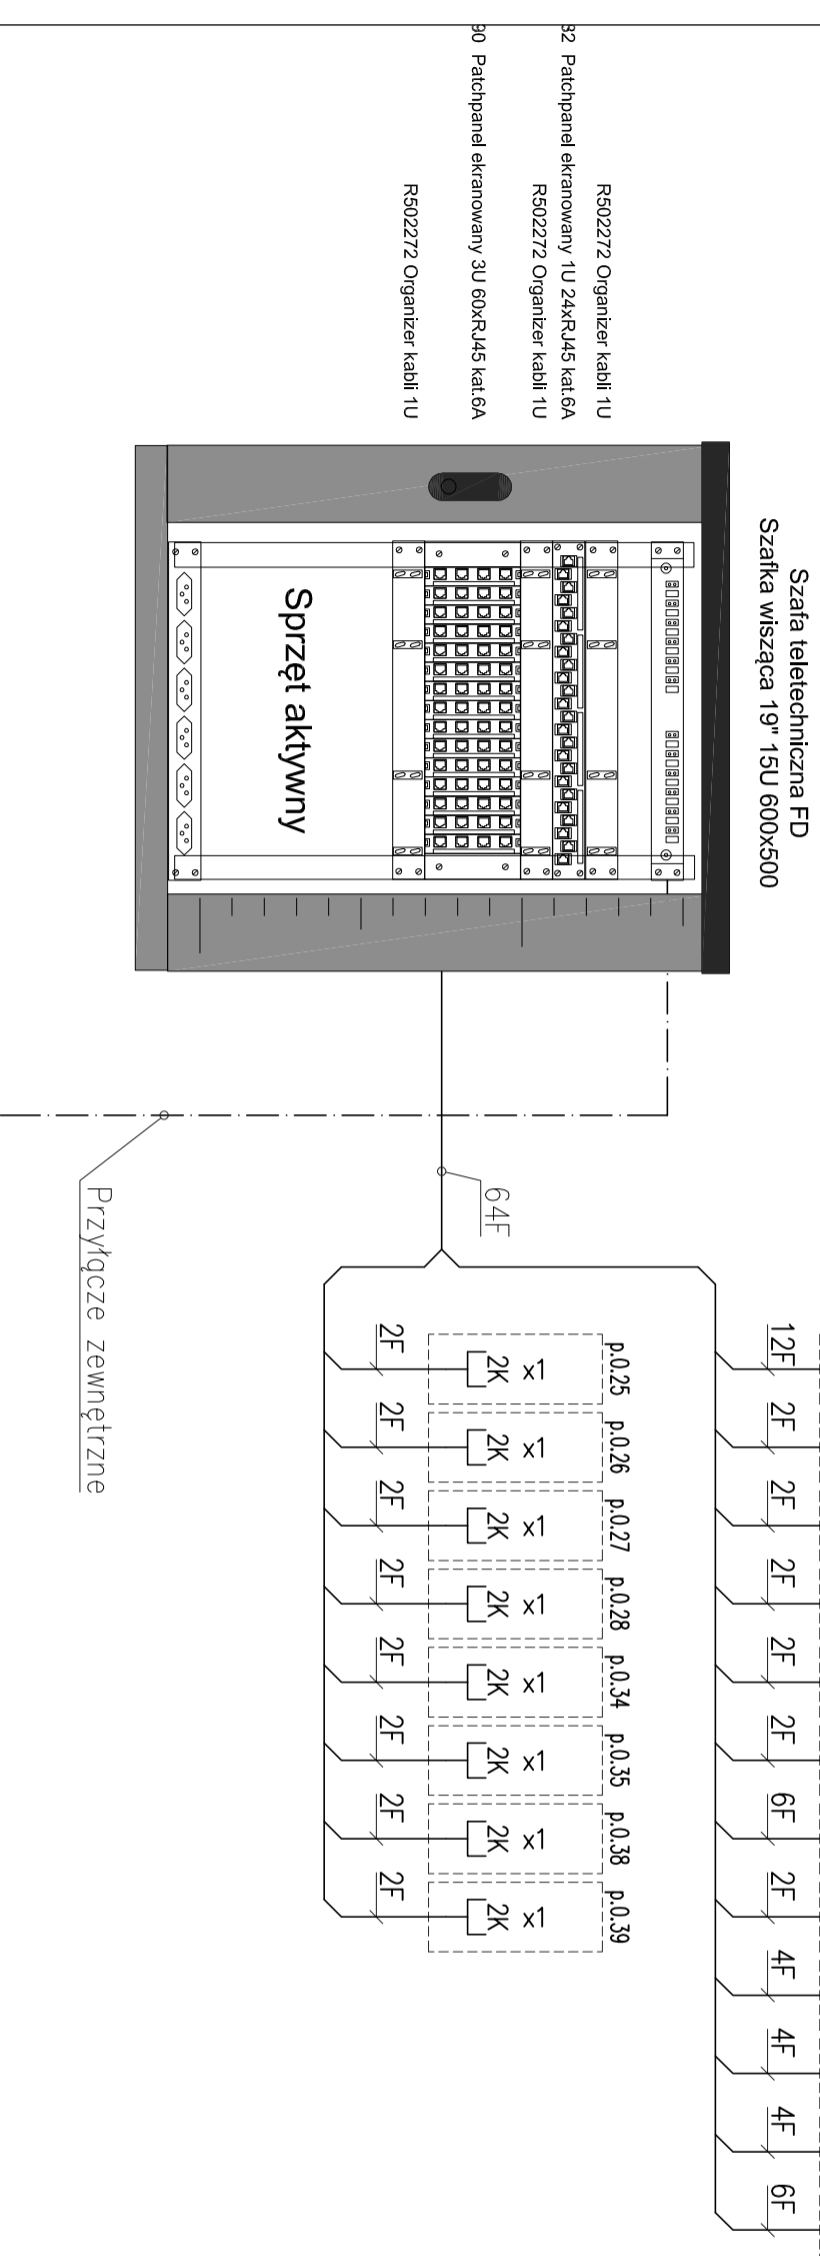 Szafa teletechniczna FD
Szafka wisząca 19" 15U 600x500
R502272 Organizer kabli 1U
32 Patchpanel ekranowany 1U 24xRJ45 kat.6A
R502272 Organizer kabli 1U
90 Patchpanel ekranowany 3U 60xRJ45 kat.6A
R502272 Organizer kabli 1U
Sprzęt aktywny
64F
Przyłącze zewnętrzne
12F
2F
2F
2F
2F
2F
6F
2F
4F
4F
4F
6F
p.0.25
p.0.26
p.0.27
p.0.28
p.0.34
p.0.35
p.0.38
p.0.39
2K x1
2K x1
2K x1
2K x1
2K x1
2K x1
2K x1
2K x1
2F
2F
2F
2F
2F
2F
2F
2F